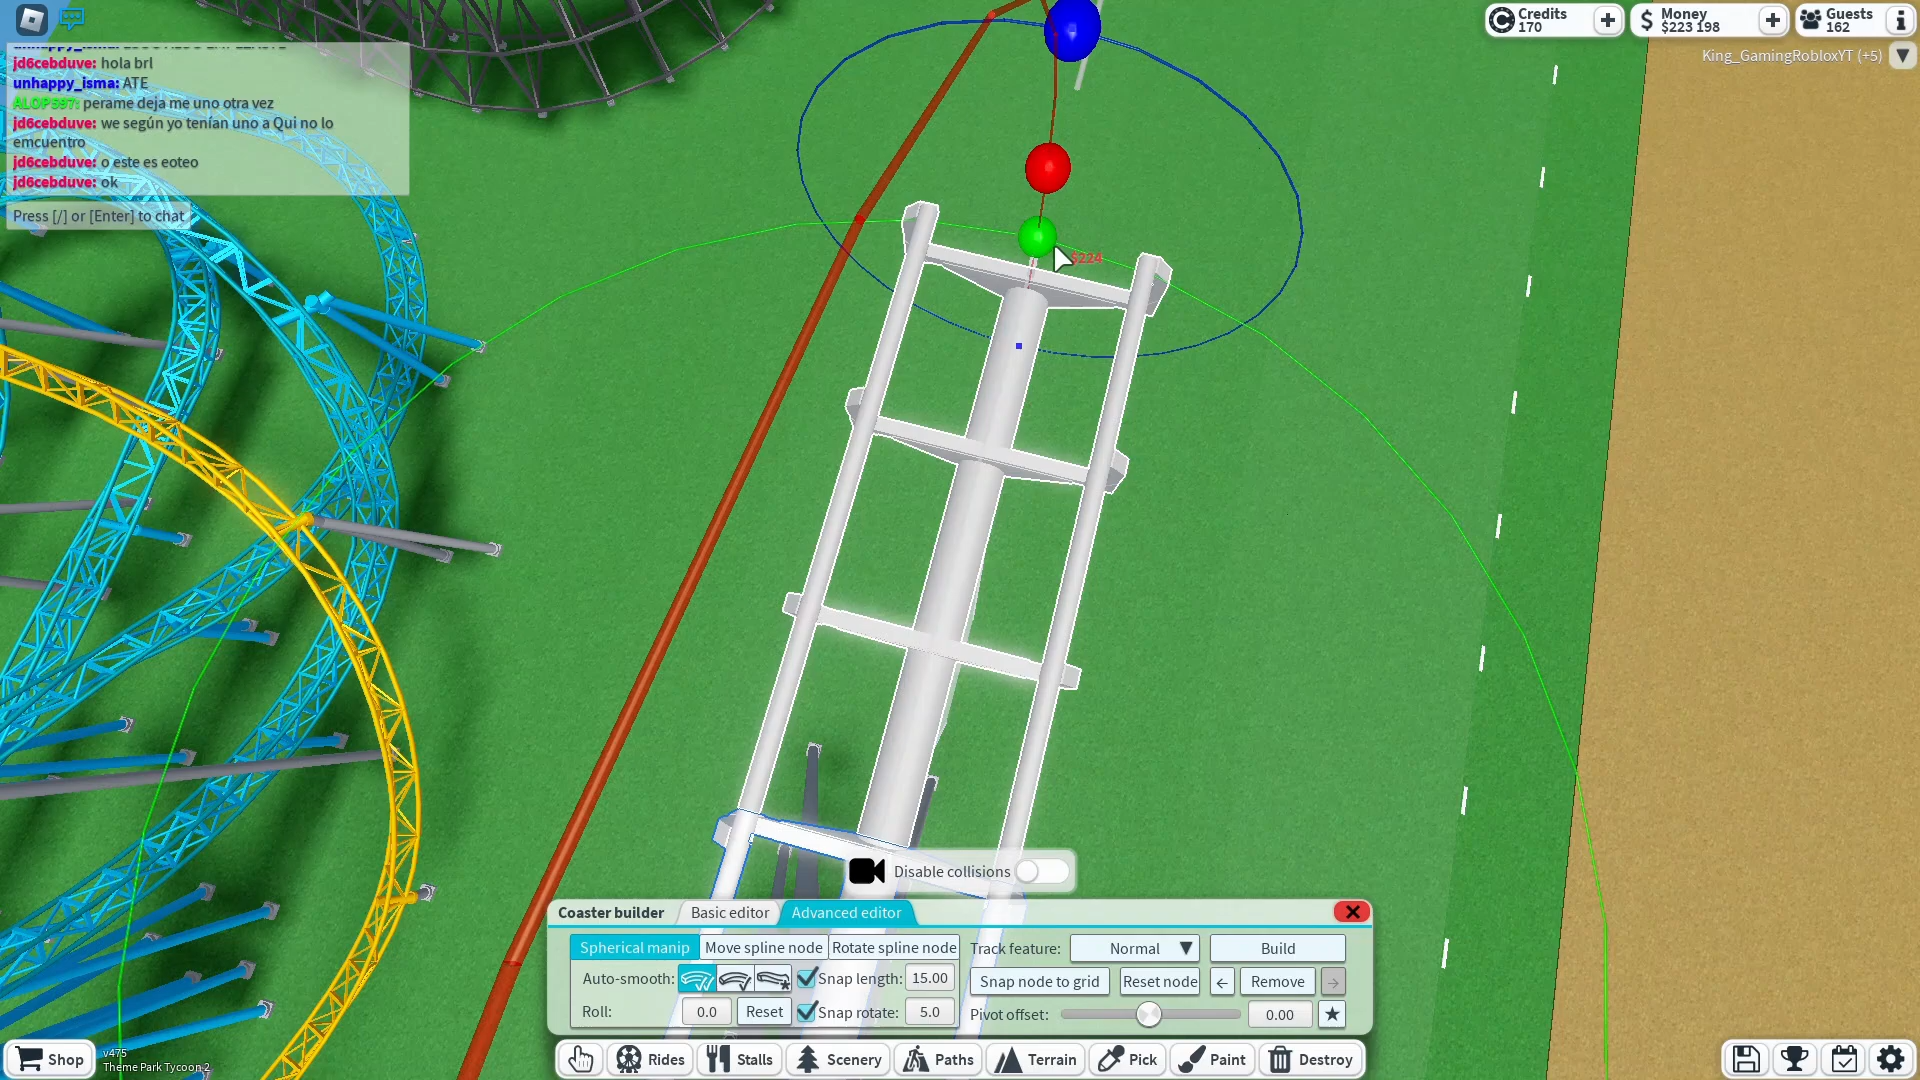 Credits
170
Money
$223 198
Guests
162
King_GamingRobloxYT (+5)
jd6cebduve: hola brl
unhappy_isma: ATE
ALOP597: perame deja me uno otra vez
jd6cebduve: we según yo tenían uno a Qui no lo
emcuentro
jd6cebduve: o este es eoteo
jd6cebduve: ok
Press [/] or [Enter] to chat
$224
Disable collisions
Coaster builder
Basic editor
Advanced editor
Spherical manip
Move spline node
Rotate spline node
Track feature:
Normal
Build
Auto-smooth:
Snap length:
15.00
Snap node to grid
Reset node
Remove
Roll:
0.0
Reset
Snap rotate:
5.0
Pivot offset:
0.00
Shop
v475
Theme Park Tycoon 2
Rides
Stalls
Scenery
Paths
Terrain
Pick
Paint
Destroy